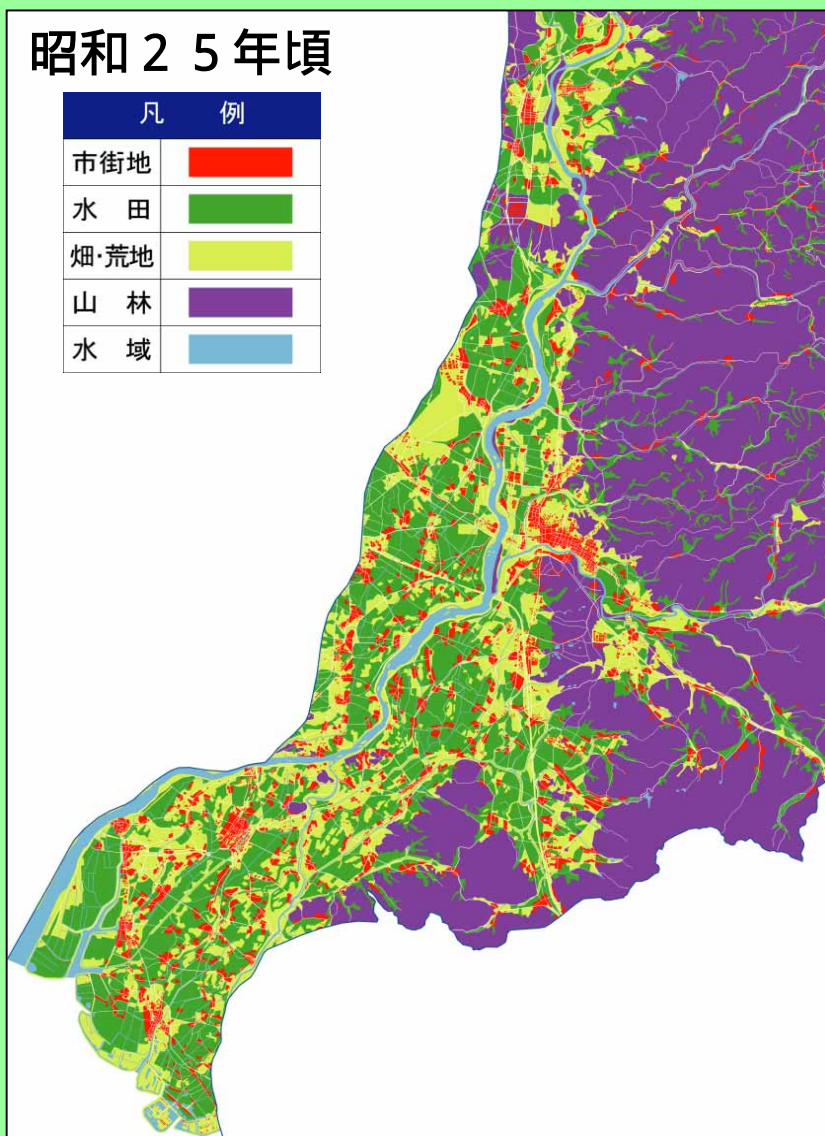 昭和２５年頃
凡　例
市街地
水　田
畑・荒地
山　林
水　域